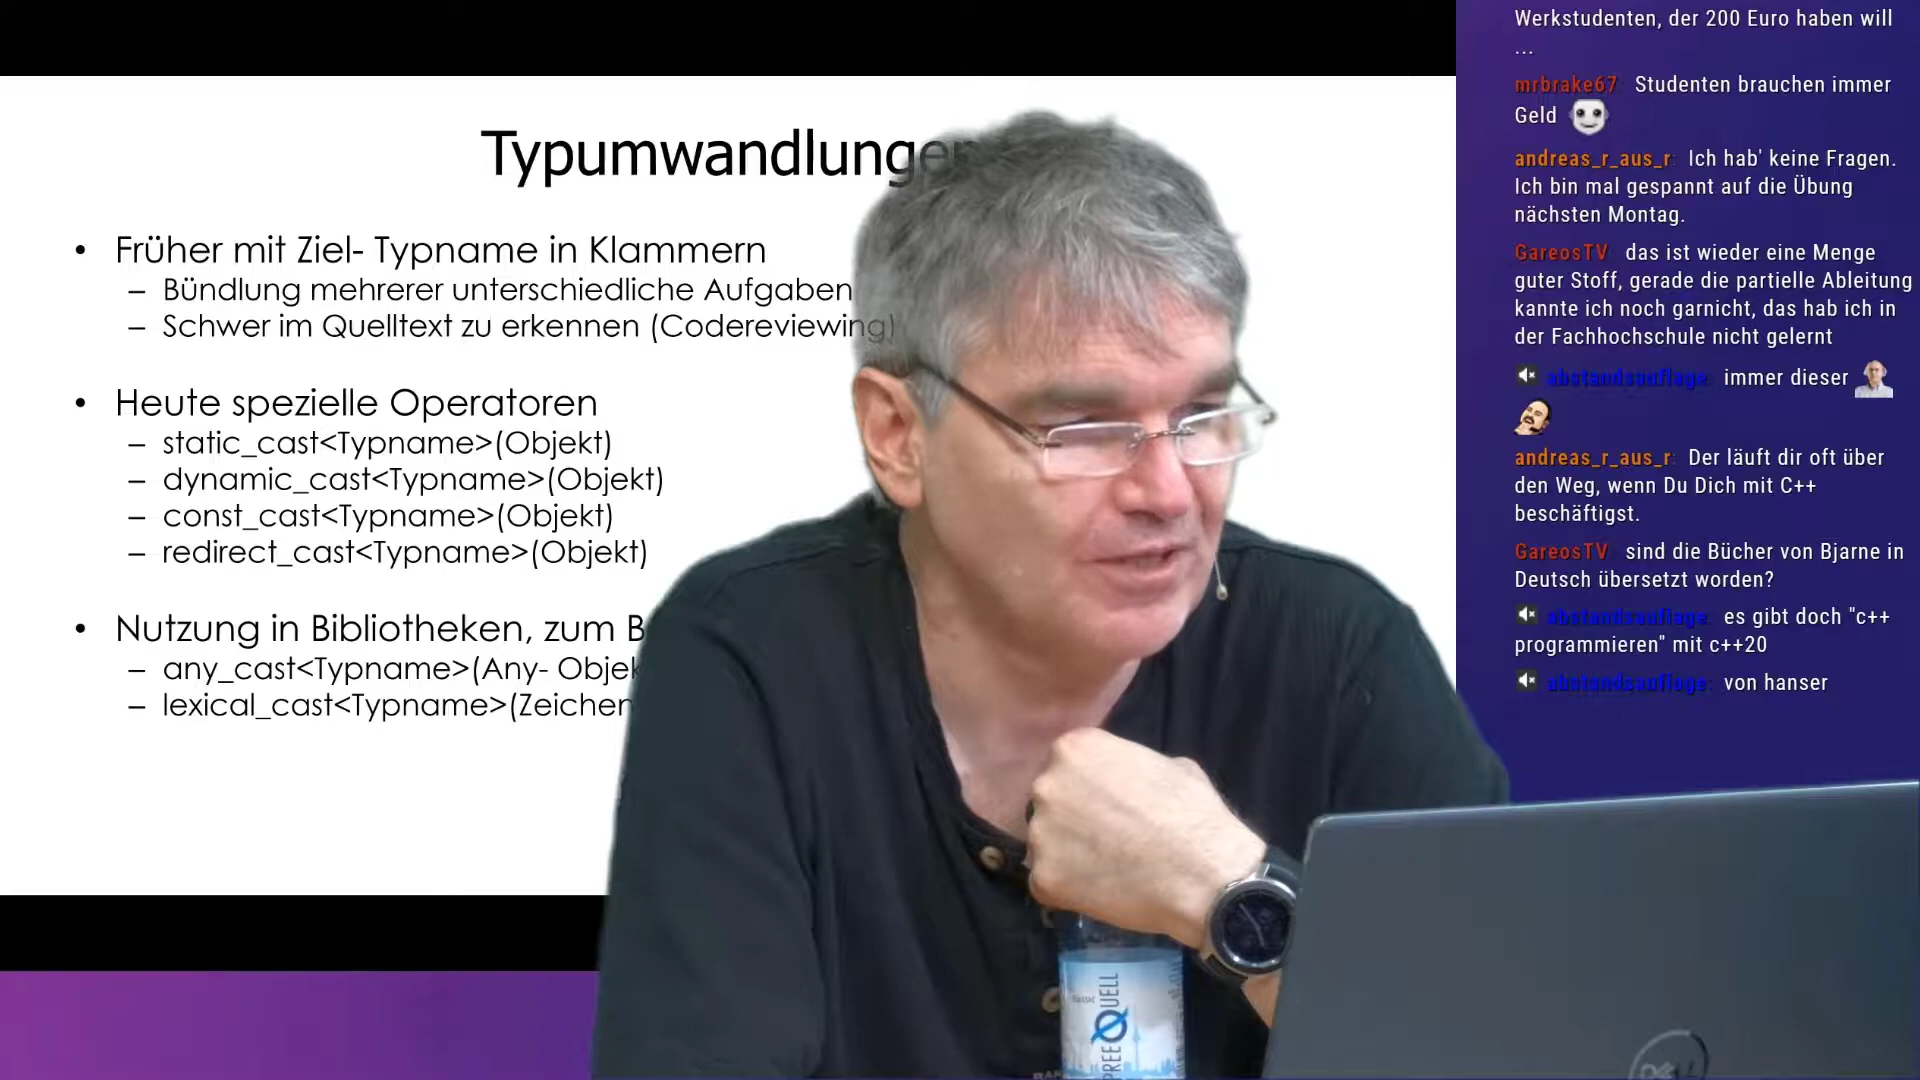 Typumwandlungen
• Früher mit Ziel- Typname in Klammern
– Bündlung mehrerer unterschiedliche Aufgaben
– Schwer im Quelltext zu erkennen (Codereviewing)
• Heute spezielle Operatoren
– static_cast<Typname>(Objekt)
– dynamic_cast<Typname>(Objekt)
– const_cast<Typname>(Objekt)
– redirect_cast<Typname>(Objekt)
• Nutzung in Bibliotheken, zum B
– any_cast<Typname>(Any- Objek
– lexical_cast<Typname>(Zeichen
Werkstudenten, der 200 Euro haben will
...
mrbrake67 Studenten brauchen immer
Geld
andreas_r_aus_r: Ich hab' keine Fragen.
Ich bin mal gespannt auf die Übung
nächsten Montag.
GareosTV das ist wieder eine Menge
guter Stoff, gerade die partielle Ableitung
kannte ich noch garnicht, das hab ich in
der Fachhochschule nicht gelernt
abstandsauflage: immer dieser
andreas_r_aus_r: Der läuft dir oft über
den Weg, wenn Du Dich mit C++
beschäftigst.
GareosTV sind die Bücher von Bjarne in
Deutsch übersetzt worden?
abstandsauflage: es gibt doch "c++
programmieren" mit c++20
abstandsauflage: von hanser
CLASSIC
SPREEQUELL
DELL